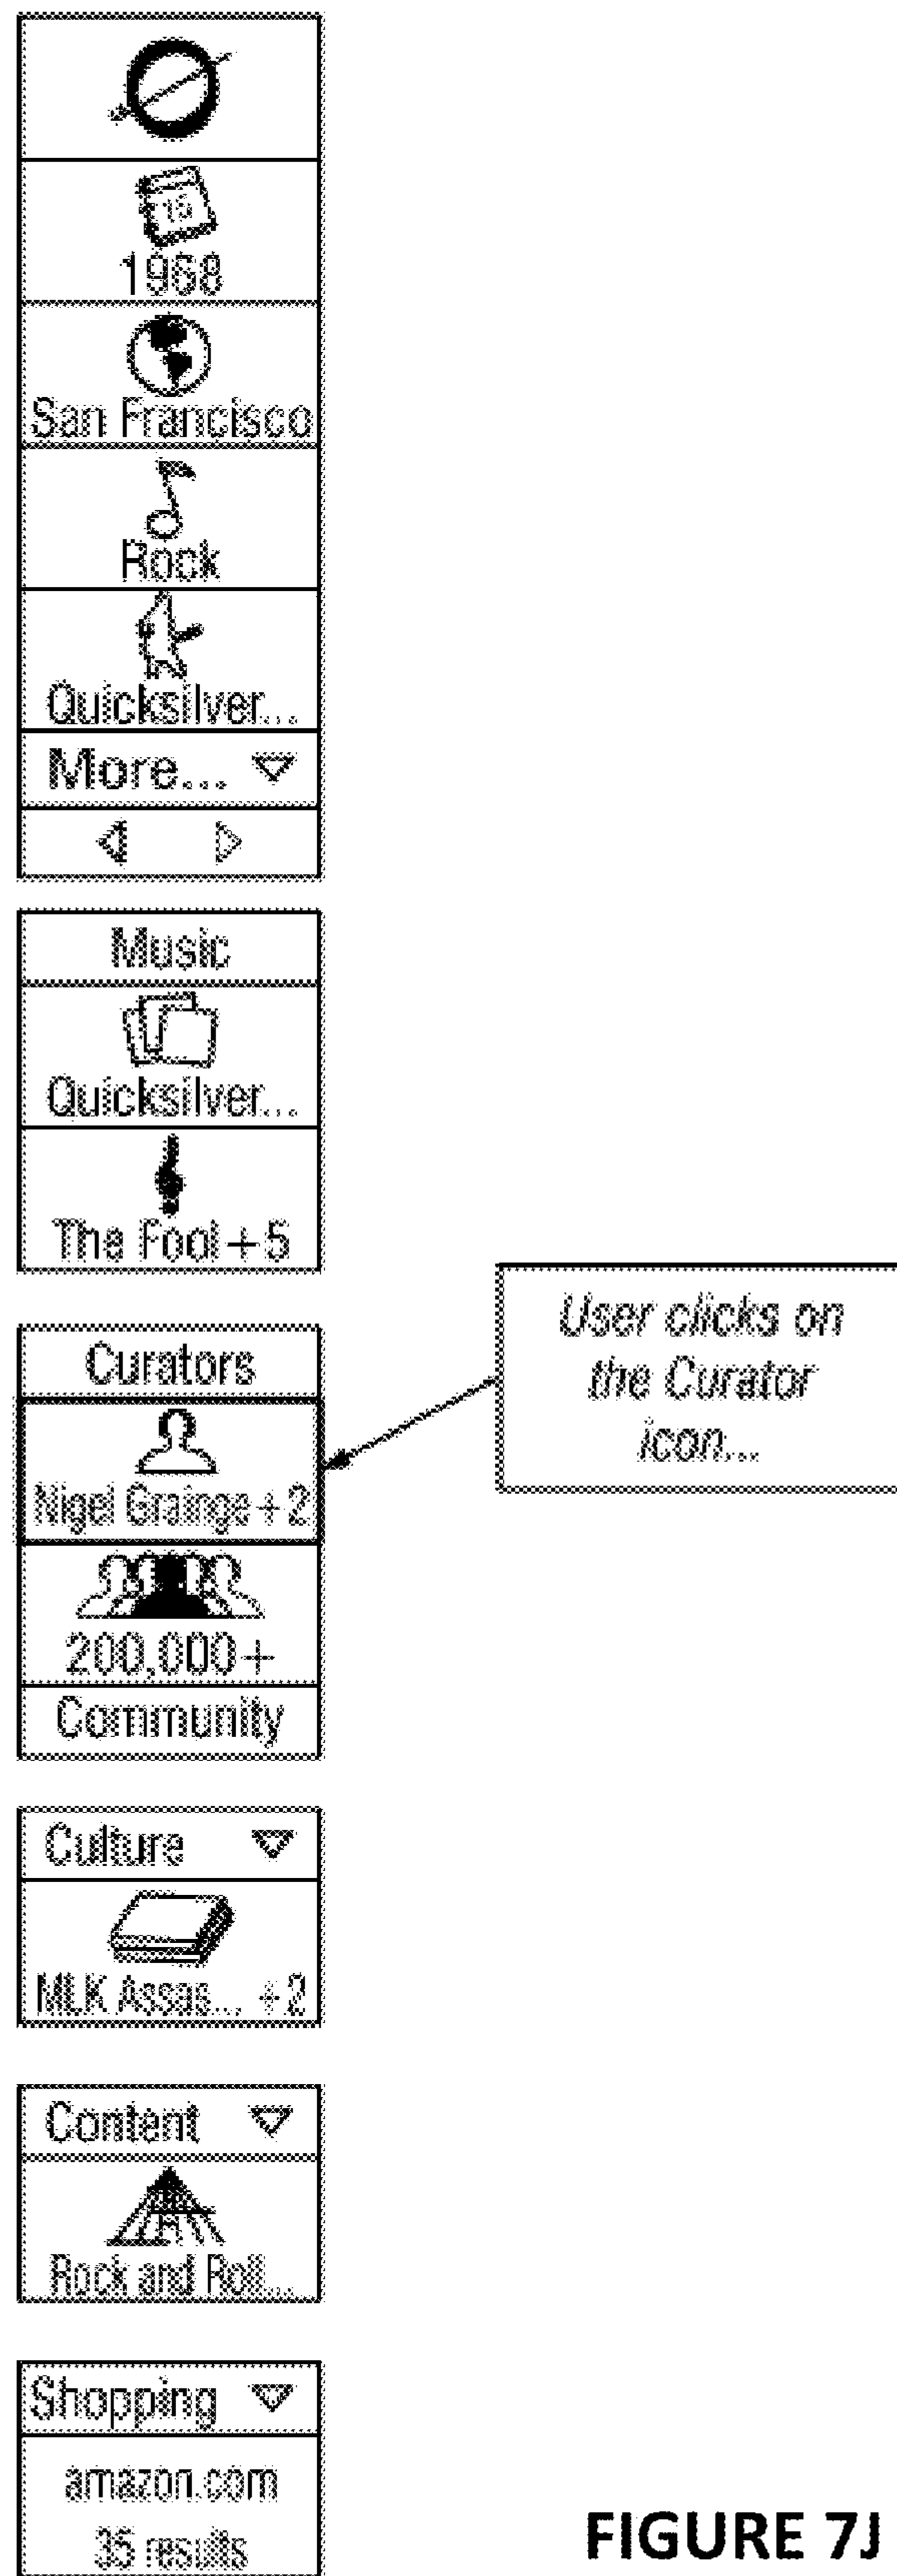 15
1968
San Francisco
Rock
Quicksilver...
More...
Music
Quicksilver...
The Fool +5
Curators
Nigel Grainge +2
200,000+
Community
Culture
MLK Assas... +2
Content
Rock and Roll...
Shopping
amazon.com
35 results
User clicks on
the Curator
icon...
FIGURE 7J